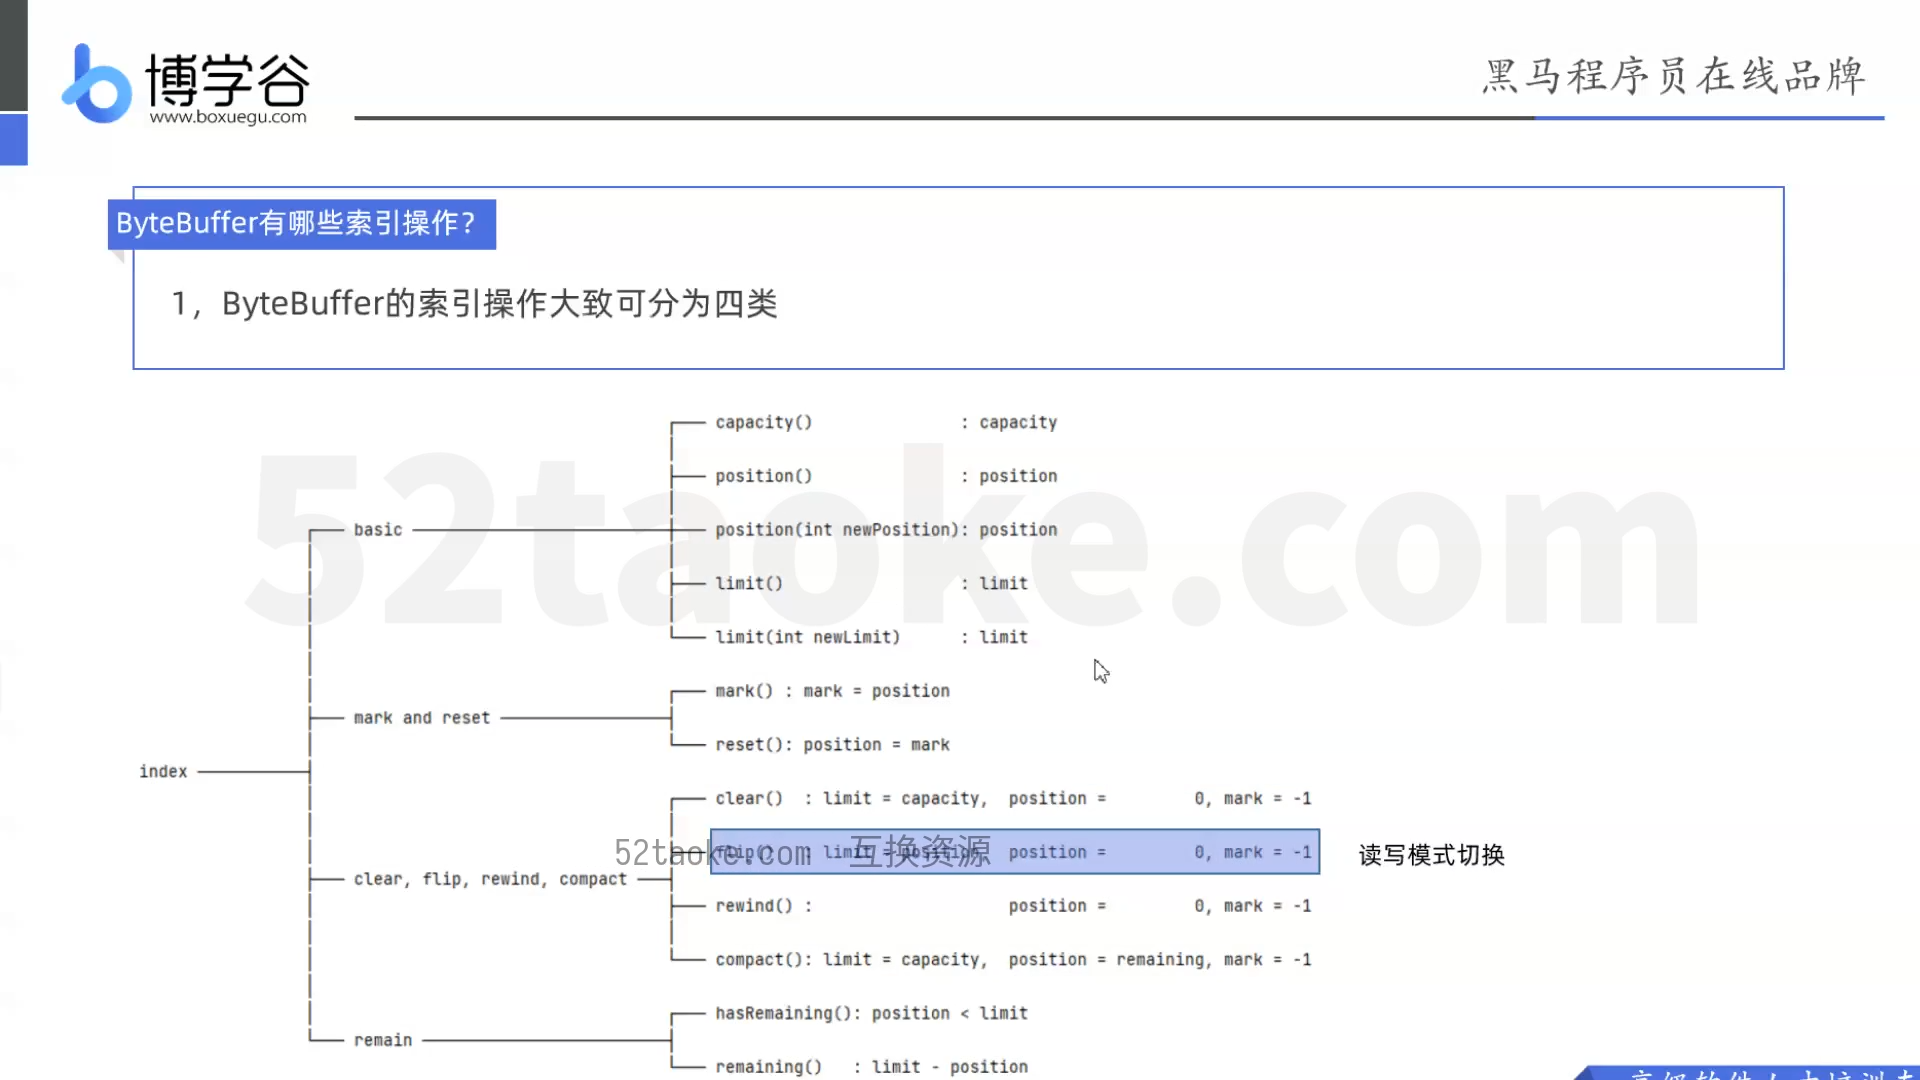 博学谷
www.boxuegu.com
黑马程序员在线品牌
ByteBuffer有哪些索引操作？
1，ByteBuffer的索引操作大致可分为四类
52taoke.com
capacity() : capacity
position() : position
basic
position(int newPosition): position
limit() : limit
limit(int newLimit) : limit
mark() : mark = position
mark and reset
reset(): position = mark
index
clear() : limit = capacity, position = 0, mark = -1
flip() : limit = position, position = 0, mark = -1
52taoke.com 互换资源
读写模式切换
clear, flip, rewind, compact
rewind() : position = 0, mark = -1
compact(): limit = capacity, position = remaining, mark = -1
hasRemaining(): position < limit
remain
remaining() : limit - position